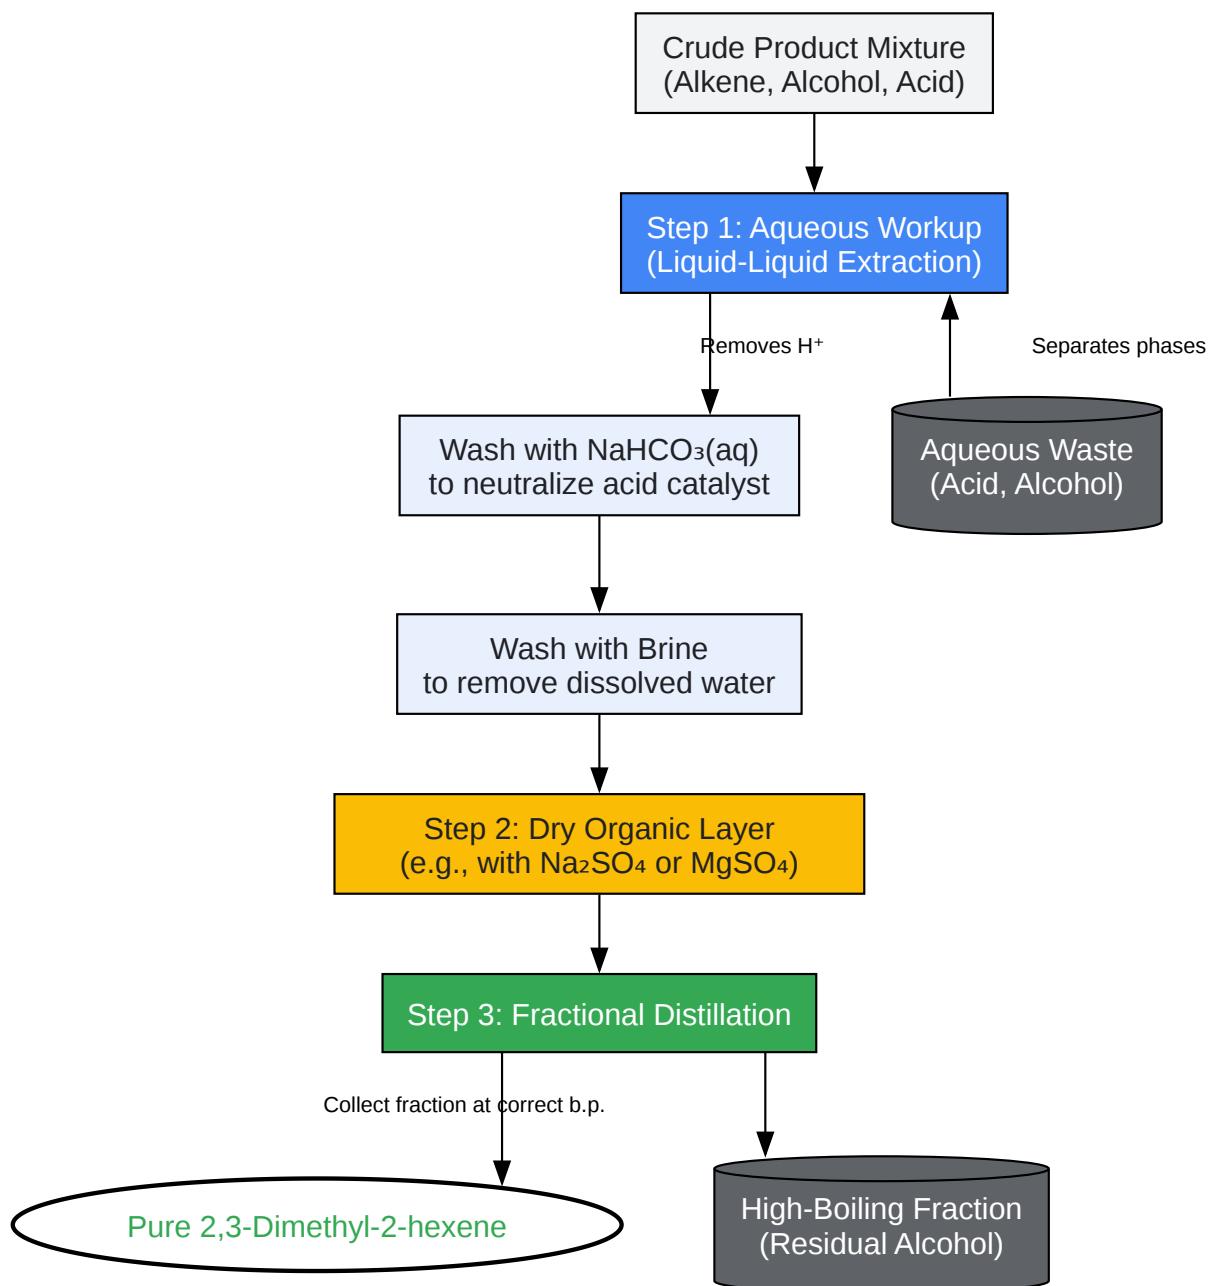 Crude Product Mixture
(Alkene, Alcohol, Acid)
Step 1: Aqueous Workup
(Liquid-Liquid Extraction)
Removes H⁺
Separates phases
Wash with NaHCO₃(aq)
to neutralize acid catalyst
Aqueous Waste
(Acid, Alcohol)
Wash with Brine
to remove dissolved water
Step 2: Dry Organic Layer
(e.g., with Na₂SO₄ or MgSO₄)
Step 3: Fractional Distillation
Collect fraction at correct b.p.
Pure 2,3-Dimethyl-2-hexene
High-Boiling Fraction
(Residual Alcohol)